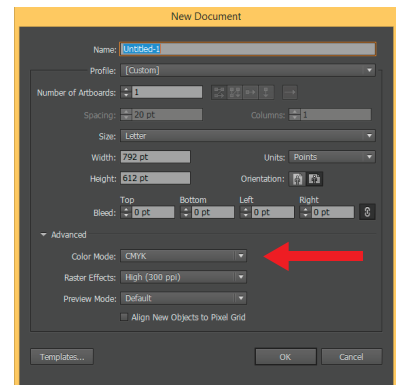 New Document
Name: Untitled-1
Profile: [Custom]
Number of Artboards: 1
Spacing: 20 pt Columns: 1
Size: Letter
Width: 792 pt Units: Points
Height: 612 pt Orientation:
Top Bottom Left Right
Bleed: 0 pt 0 pt 0 pt 0 pt
Advanced
Color Mode: CMYK
Raster Effects: High (300 ppi)
Preview Mode: Default
Align New Objects to Pixel Grid
Templates... OK Cancel